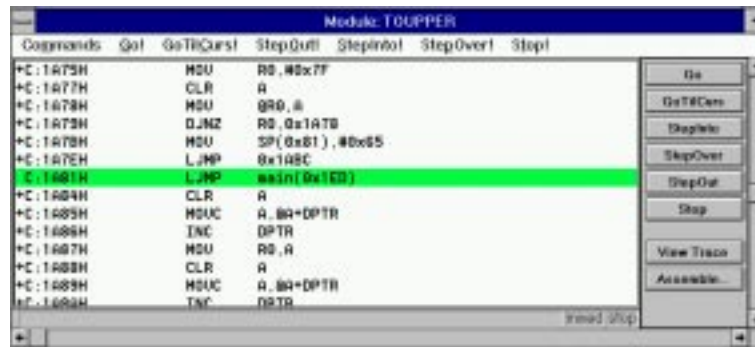 Module: TOUPPER
Commands Go! GoTilCurs! StepOut! StepInto! StepOver! Stop!
+C:1A75H MOV R0,#0x7F
+C:1A77H CLR A
+C:1A78H MOV @R0,A
+C:1A79H DJNZ R0,0x1A78
+C:1A7BH MOV SP(0x81),#0x65
+C:1A7EH LJMP 0x1ABC
C:1A81H LJMP main(0x1ED)
+C:1A84H CLR A
+C:1A85H MOVC A,@A+DPTR
+C:1A86H INC DPTR
+C:1A87H MOV R0,A
+C:1A88H CLR A
+C:1A89H MOVC A,@A+DPTR
+C:1A8AH INC DPTR
Go
GoTilCurs
StepInto
StepOver
StepOut
Stop
View Trace
Assemble...
stop